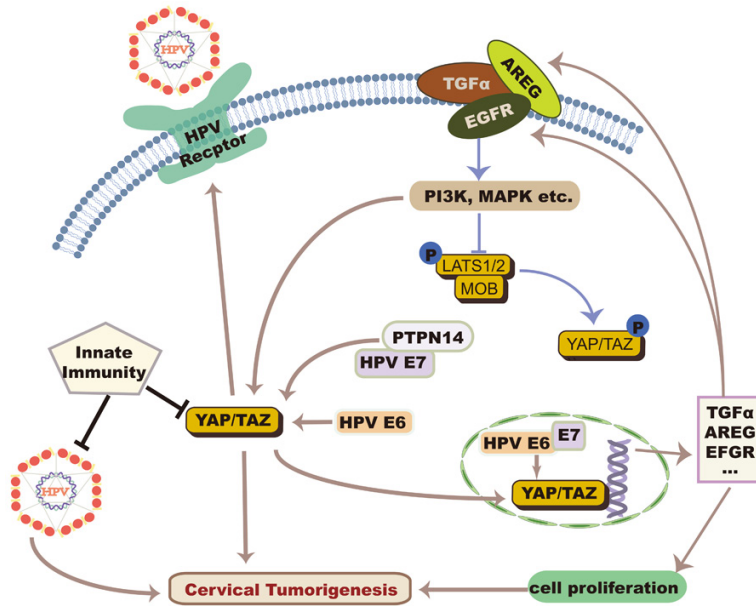 HPV
HPV
Recptor
TGFα
AREG
EGFR
PI3K, MAPK etc.
P
LATS1/2
MOB
P
YAP/TAZ
PTPN14
HPV E7
Innate
Immunity
YAP/TAZ
HPV E6
HPV E6
E7
YAP/TAZ
TGFα
AREG
EFGR
...
HPV
Cervical Tumorigenesis
cell proliferation